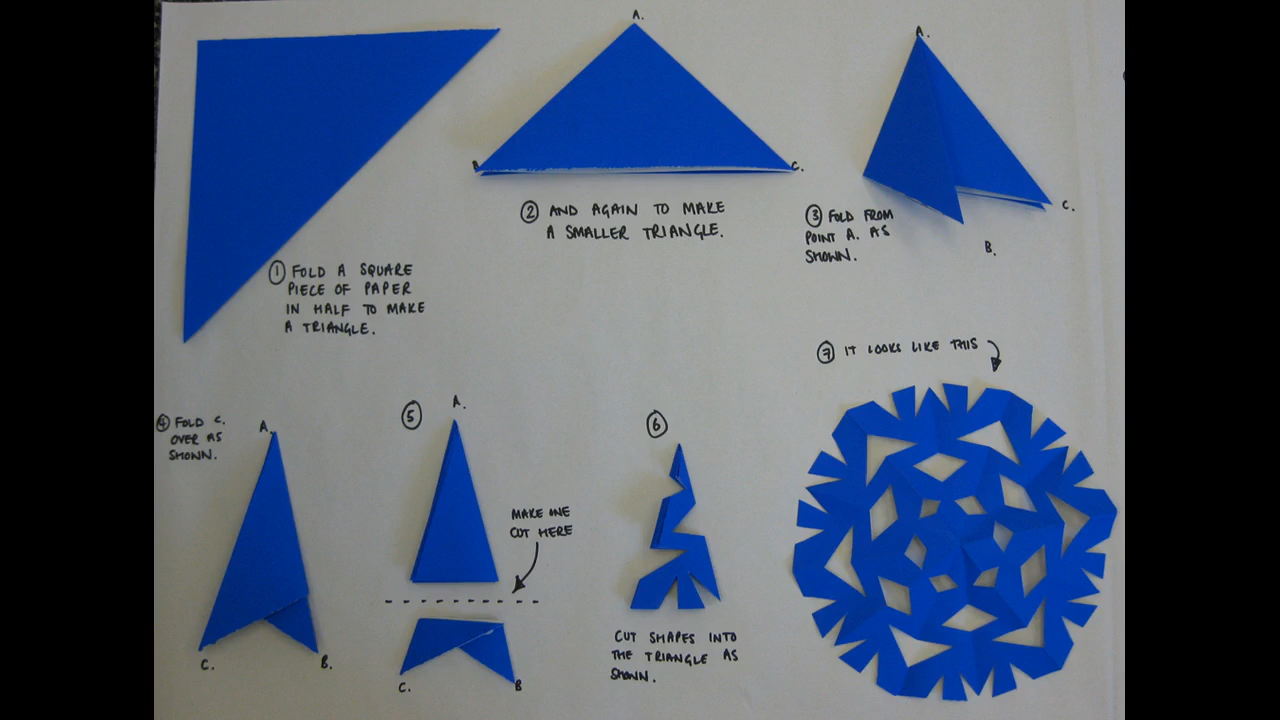 ① FOLD A SQUARE
PIECE OF PAPER
IN HALF TO MAKE
A TRIANGLE.
A.
B
C.
② AND AGAIN TO MAKE
A SMALLER TRIANGLE.
A.
C.
B.
③ FOLD FROM
POINT A. AS
SHOWN.
④ FOLD C.
OVER AS
SHOWN.
A.
C.
B.
⑤
A.
MAKE ONE
CUT HERE
C.
B
⑥
CUT SHAPES INTO
THE TRIANGLE AS
SHOWN.
⑦ IT LOOKS LIKE THIS